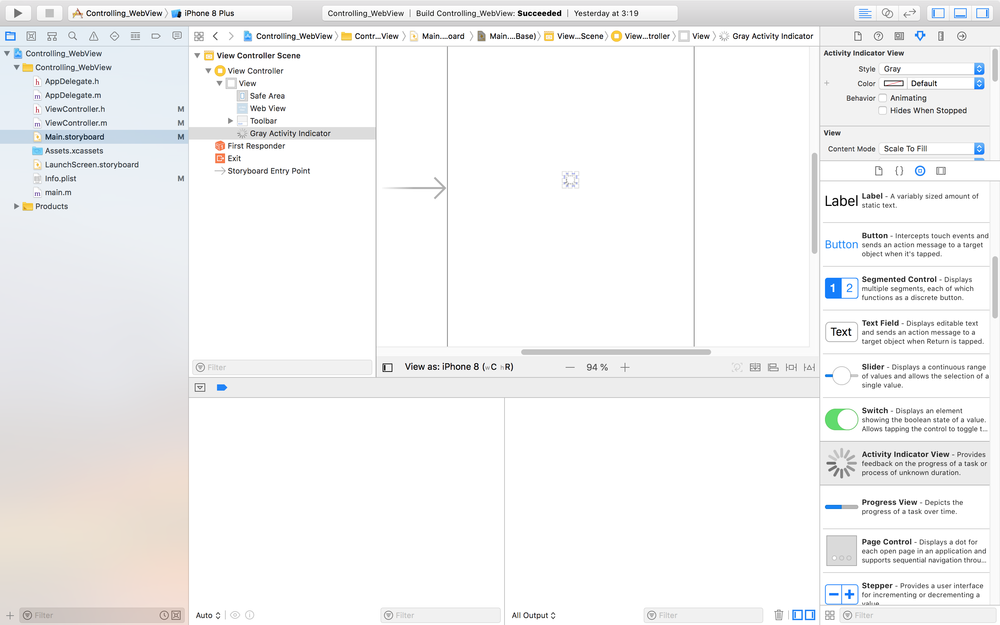 Controlling_WebView
iPhone 8 Plus
Controlling_WebView | Build Controlling_WebView: Succeeded | Yesterday at 3:19
Controlling_WebView
Contr...View
Main....oard
Main....Base)
View...Scene
View...troller
View
Gray Activity Indicator
Controlling_WebView
Controlling_WebView
AppDelegate.h
AppDelegate.m
ViewController.h M
ViewController.m M
Main.storyboard M
Assets.xcassets
LaunchScreen.storyboard
Info.plist M
main.m
Products
Filter
View Controller Scene
View Controller
View
Safe Area
Web View
Toolbar
Gray Activity Indicator
First Responder
Exit
Storyboard Entry Point
Filter
View as: iPhone 8 (wC hR)
94 %
Auto
Filter
All Output
Filter
Activity Indicator View
Style Gray
Color Default
Behavior Animating
Hides When Stopped
View
Content Mode Scale To Fill
Label
Label - A variably sized amount of
static text.
Button
Button - Intercepts touch events and
sends an action message to a target
object when it's tapped.
1 2
Segmented Control - Displays
multiple segments, each of which
functions as a discrete button.
Text
Text Field - Displays editable text
and sends an action message to a
target object when Return is tapped.
Slider - Displays a continuous range
of values and allows the selection of a
single value.
Switch - Displays an element
showing the boolean state of a value.
Allows tapping the control to toggle t...
Activity Indicator View - Provides
feedback on the progress of a task or
process of unknown duration.
Progress View - Depicts the
progress of a task over time.
Page Control - Displays a dot for
each open page in an application and
supports sequential navigation throu...
Stepper - Provides a user interface
for incrementing or decrementing a
value
Filter